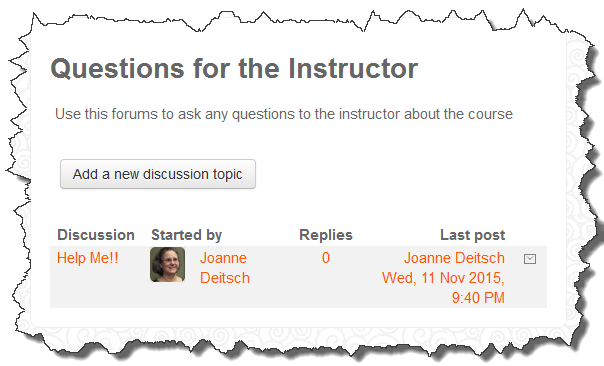 Questions for the Instructor
Use this forums to ask any questions to the instructor about the course
Add a new discussion topic
Discussion Started by Replies Last post
Help Me!! Joanne 0 Joanne Deitsch
Deitsch Wed, 11 Nov 2015,
9:40 PM